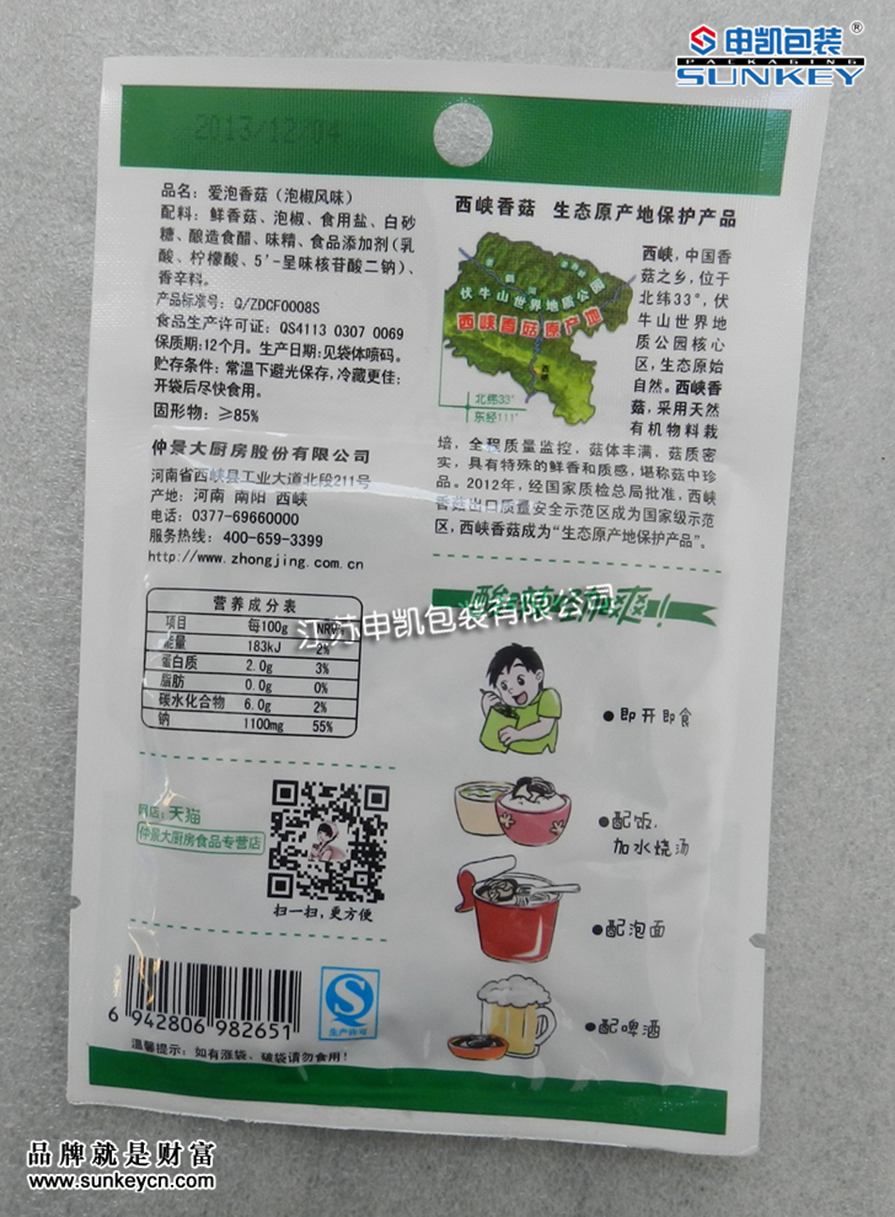 申凯包装®
PACKAGING
SUNKEY
2013/12/04
品名：爱泡香菇（泡椒风味）
配料：鲜香菇、泡椒、食用盐、白砂
糖、酿造食醋、味精、食品添加剂（乳
酸、柠檬酸、5'-呈味核苷酸二钠）、
香辛料。
产品标准号：Q/ZDCF0008S
食品生产许可证：QS4113 0307 0069
保质期:12个月。生产日期:见袋体喷码。
贮存条件：常温下避光保存,冷藏更佳；
开袋后尽快食用。
固形物：≥85%
仲景大厨房股份有限公司
河南省西峡县工业大道北段211号
产地：河南 南阳 西峡
电话：0377-69660000
服务热线：400-659-3399
http://www.zhongjing.com.cn
营养成分表
项目 每100g NRV%
能量 183kJ 2%
蛋白质 2.0g 3%
脂肪 0.0g 0%
碳水化合物 6.0g 2%
钠 1100mg 55%
网店：天猫
仲景大厨房食品专营店
扫一扫,更方便
6 942806 982651
生产许可
温馨提示：如有涨袋、破袋请勿食用！
西峡香菇 生态原产地保护产品
伏牛山世界地质公园
西峡香菇原产地
西峡
北纬33°
东经111°
西峡，中国香
菇之乡，位于
北纬33°，伏
牛山世界地
质公园核心
区，生态原始
自然。西峡香
菇，采用天然
有机物料栽
培，全程质量监控，菇体丰满，菇质密
实，具有特殊的鲜香和质感，堪称菇中珍
品。2012年，经国家质检总局批准，西峡
香菇出口质量安全示范区成为国家级示范
区，西峡香菇成为“生态原产地保护产品”。
江苏申凯包装有限公司
●即开即食
●配饭，
加水烧汤
●配泡面
●配啤酒
品牌就是财富
www.sunkeycn.com